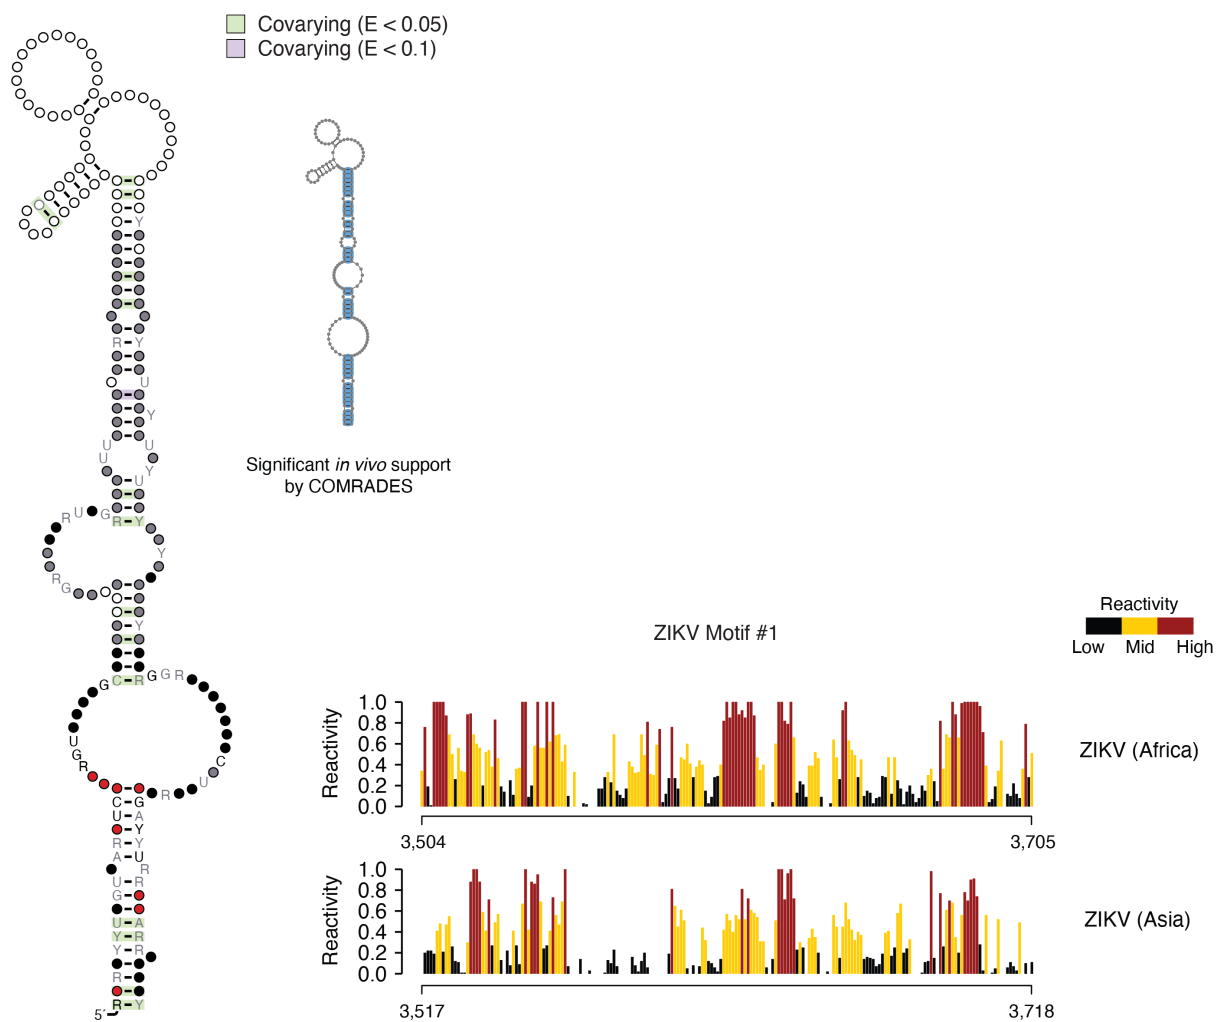 Covarying (E < 0.05)
Covarying (E < 0.1)
Y
R Y
U
Y
U U
U Y
U
R U G R Y
Y
R
G
Y
G C R G G R
U
G
R
C
U
R
C G
U A
Y
R Y
A U
R
U R
G
U A
Y R
Y R
R
R Y
5′
Significant in vivo support
by COMRADES
ZIKV Motif #1
Reactivity
Low Mid High
Reactivity
1.0
0.8
0.6
0.4
0.2
0.0
3,504 3,705
ZIKV (Africa)
Reactivity
1.0
0.8
0.6
0.4
0.2
0.0
3,517 3,718
ZIKV (Asia)